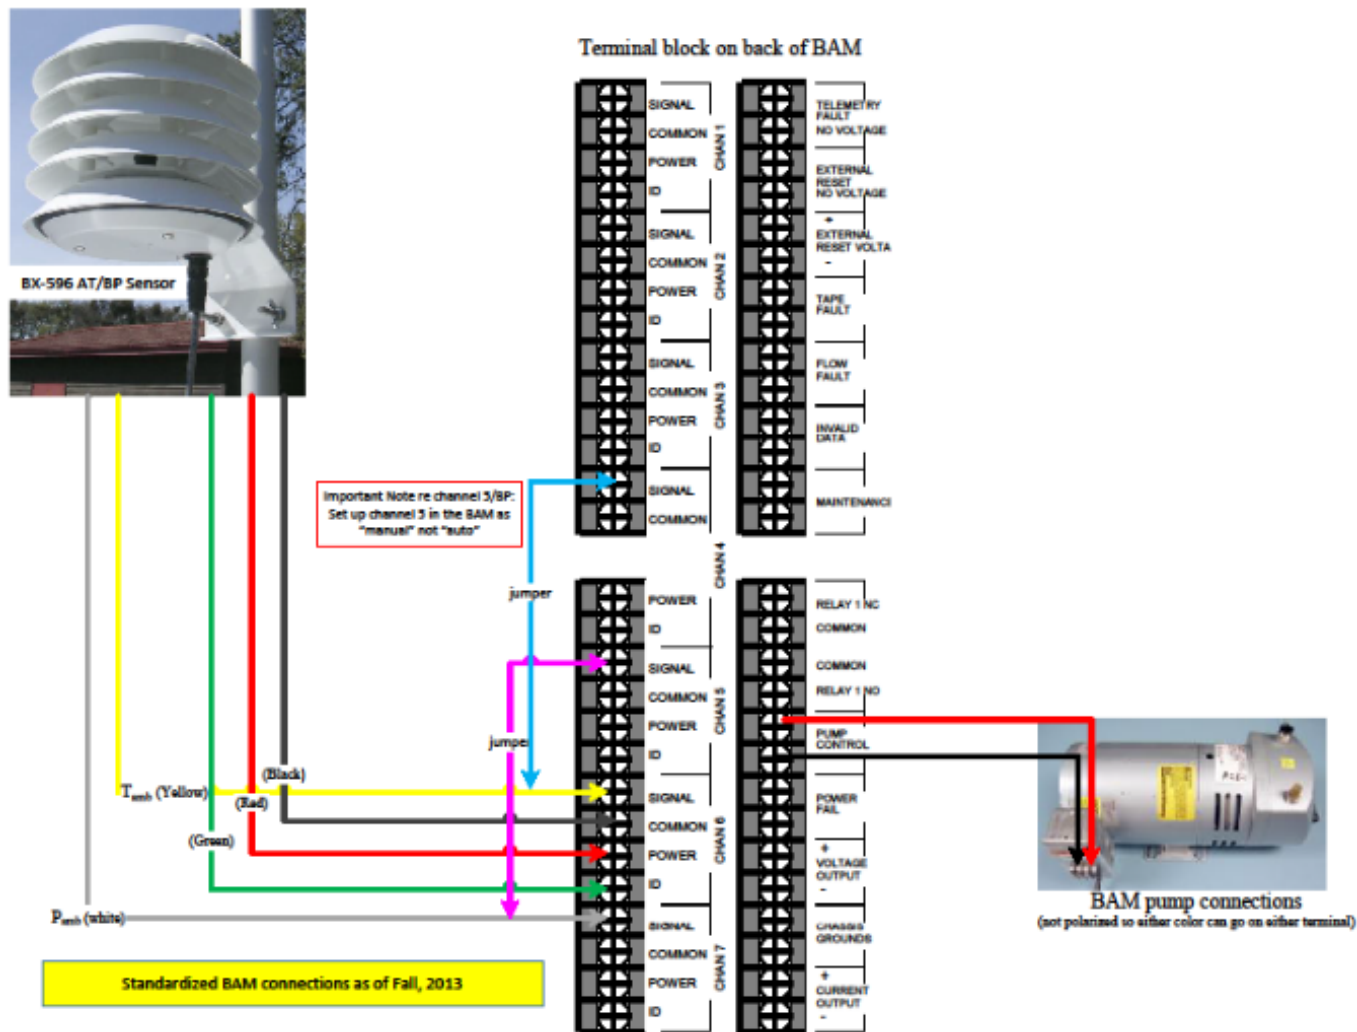 Terminal block on back of BAM
BX-596 AT/BP Sensor
SIGNAL
COMMON
POWER
ID
CHAN 1
SIGNAL
COMMON
POWER
ID
CHAN 2
SIGNAL
COMMON
POWER
ID
CHAN 3
SIGNAL
COMMON
CHAN 4
POWER
ID
SIGNAL
COMMON
POWER
ID
CHAN 5
SIGNAL
COMMON
POWER
ID
CHAN 6
SIGNAL
COMMON
POWER
ID
CHAN 7
TELEMETRY
FAULT
NO VOLTAGE
EXTERNAL
RESET
NO VOLTAGE
+
EXTERNAL
RESET VOLTA
-
TAPE
FAULT
FLOW
FAULT
INVALID
DATA
MAINTENANCE
RELAY 1 NC
COMMON
COMMON
RELAY 1 NO
PUMP
CONTROL
POWER
FAIL
+
VOLTAGE
OUTPUT
-
CHASSIS
GROUNDS
+
CURRENT
OUTPUT
-
Important Note re channel 5/BP:
Set up channel 5 in the BAM as
"manual" not "auto"
jumper
jumper
(Black)
Tamb (Yellow)
(Red)
(Green)
Pamb (white)
BAM pump connections
(not polarized so either color can go on either terminal)
Standardized BAM connections as of Fall, 2013